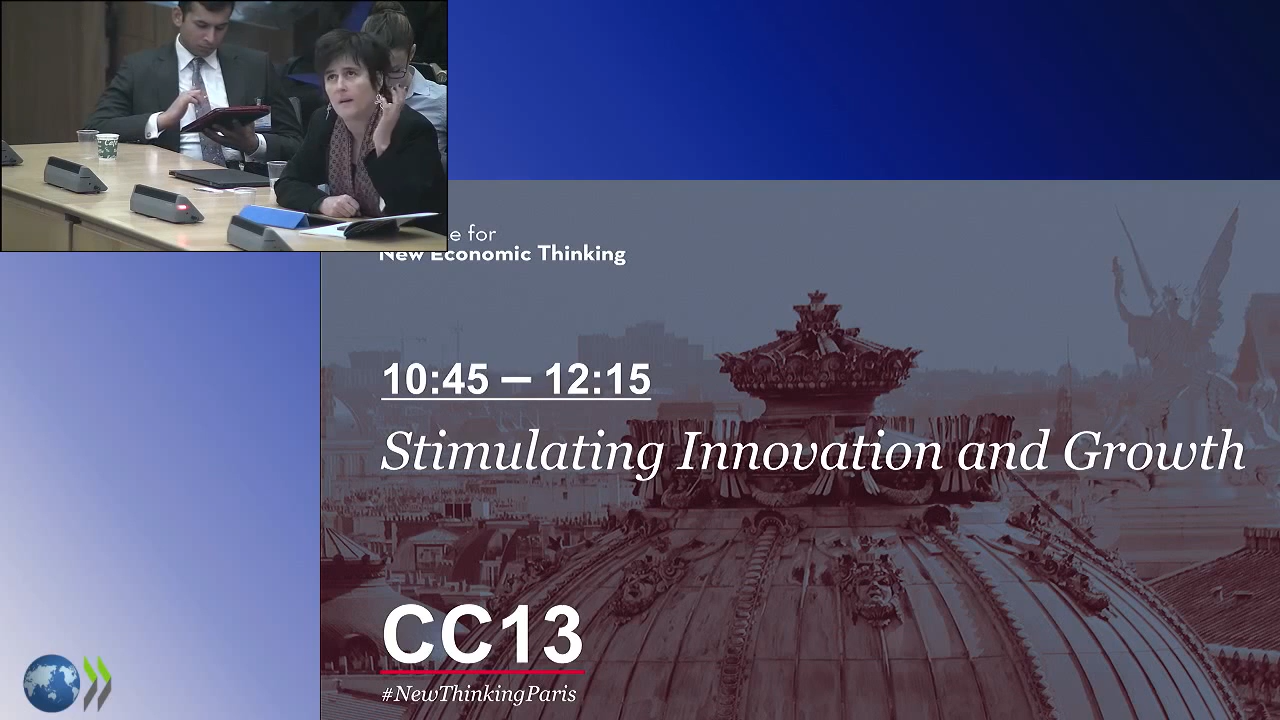 e for
New Economic Thinking
10:45 – 12:15
Stimulating Innovation and Growth
CC13
#NewThinkingParis